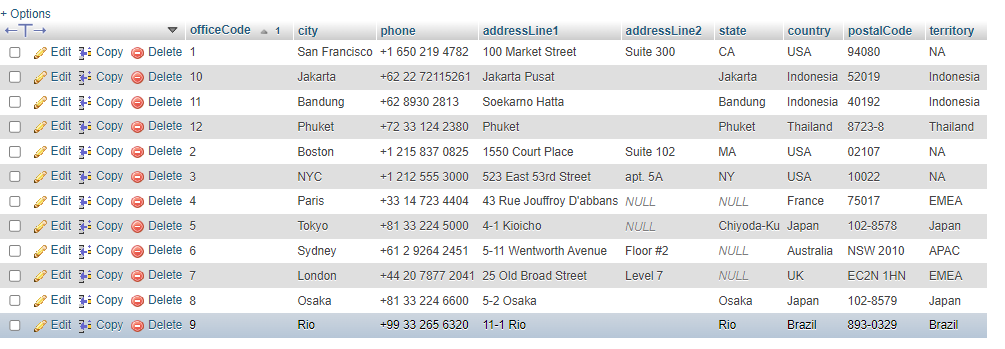 + Options
←T→ officeCode 1 city phone addressLine1 addressLine2 state country postalCode territory
Edit Copy Delete 1 San Francisco +1 650 219 4782 100 Market Street Suite 300 CA USA 94080 NA
Edit Copy Delete 10 Jakarta +62 22 72115261 Jakarta Pusat Jakarta Indonesia 52019 Indonesia
Edit Copy Delete 11 Bandung +62 8930 2813 Soekarno Hatta Bandung Indonesia 40192 Indonesia
Edit Copy Delete 12 Phuket +72 33 124 2380 Phuket Phuket Thailand 8723-8 Thailand
Edit Copy Delete 2 Boston +1 215 837 0825 1550 Court Place Suite 102 MA USA 02107 NA
Edit Copy Delete 3 NYC +1 212 555 3000 523 East 53rd Street apt. 5A NY USA 10022 NA
Edit Copy Delete 4 Paris +33 14 723 4404 43 Rue Jouffroy D'abbans NULL NULL France 75017 EMEA
Edit Copy Delete 5 Tokyo +81 33 224 5000 4-1 Kioicho NULL Chiyoda-Ku Japan 102-8578 Japan
Edit Copy Delete 6 Sydney +61 2 9264 2451 5-11 Wentworth Avenue Floor #2 NULL Australia NSW 2010 APAC
Edit Copy Delete 7 London +44 20 7877 2041 25 Old Broad Street Level 7 NULL UK EC2N 1HN EMEA
Edit Copy Delete 8 Osaka +81 33 224 6600 5-2 Osaka Osaka Japan 102-8579 Japan
Edit Copy Delete 9 Rio +99 33 265 6320 11-1 Rio Rio Brazil 893-0329 Brazil